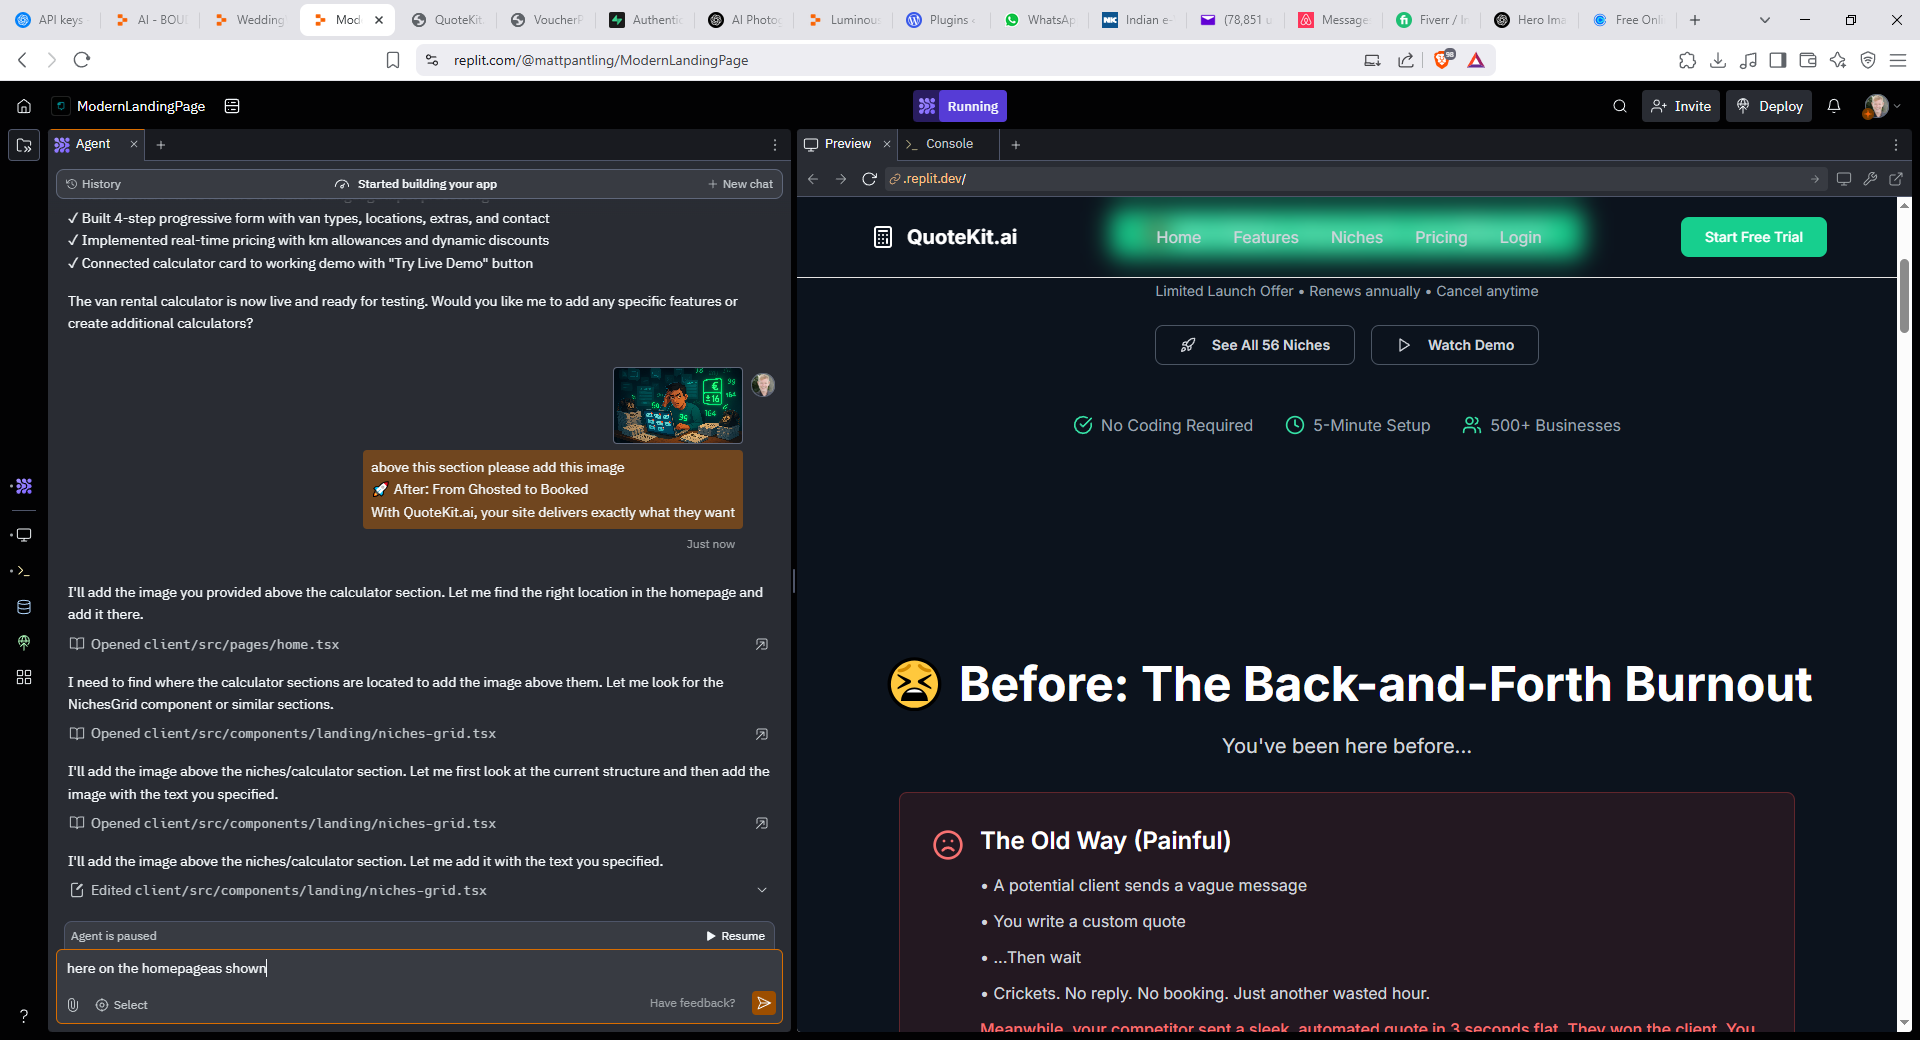 API keys
AI - BOU
Wedding
Mod
QuoteKit.
VoucherP
Authentic
AI Photog
Luminous
Plugins
WhatsAp
Indian e-
(78,851 u
Message
Fiverr / In
Hero Ima
Free Onl
replit.com/@mattpantling/ModernLandingPage
98
ModernLandingPage
Running
Invite
Deploy
Agent
Preview
Console
History
Started building your app
New chat
.replit.dev/
✓ Built 4-step progressive form with van types, locations, extras, and contact
✓ Implemented real-time pricing with km allowances and dynamic discounts
✓ Connected calculator card to working demo with "Try Live Demo" button
The van rental calculator is now live and ready for testing. Would you like me to add any specific features or
create additional calculators?
above this section please add this image
🚀 After: From Ghosted to Booked
With QuoteKit.ai, your site delivers exactly what they want
Just now
I'll add the image you provided above the calculator section. Let me find the right location in the homepage and
add it there.
Opened client/src/pages/home.tsx
I need to find where the calculator sections are located to add the image above them. Let me look for the
NichesGrid component or similar sections.
Opened client/src/components/landing/niches-grid.tsx
I'll add the image above the niches/calculator section. Let me first look at the current structure and then add the
image with the text you specified.
Opened client/src/components/landing/niches-grid.tsx
I'll add the image above the niches/calculator section. Let me add it with the text you specified.
Edited client/src/components/landing/niches-grid.tsx
Agent is paused
Resume
here on the homepageas shown
Select
Have feedback?
QuoteKit.ai
Home
Features
Niches
Pricing
Login
Start Free Trial
Limited Launch Offer • Renews annually • Cancel anytime
See All 56 Niches
Watch Demo
No Coding Required
5-Minute Setup
500+ Businesses
😫 Before: The Back-and-Forth Burnout
You've been here before...
The Old Way (Painful)
• A potential client sends a vague message
• You write a custom quote
• ...Then wait
• Crickets. No reply. No booking. Just another wasted hour.
Meanwhile, your competitor sent a sleek, automated quote in 3 seconds flat. They won the client. You